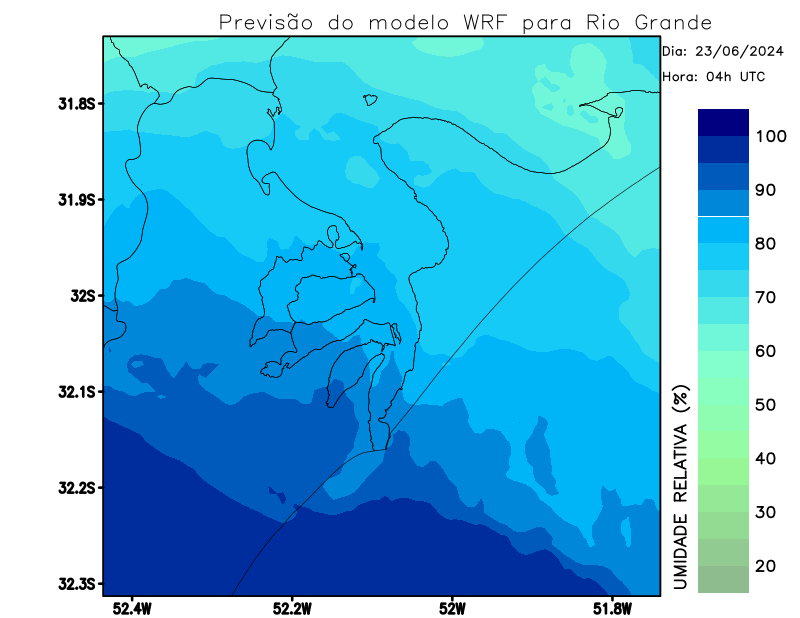 Previsão do modelo WRF para Rio Grande
Dia: 23/06/2024
Hora: 04h UTC
31.8S
31.9S
32S
32.1S
32.2S
32.3S
52.4W
52.2W
52W
51.8W
100
90
80
70
60
50
40
30
20
UMIDADE RELATIVA (%)